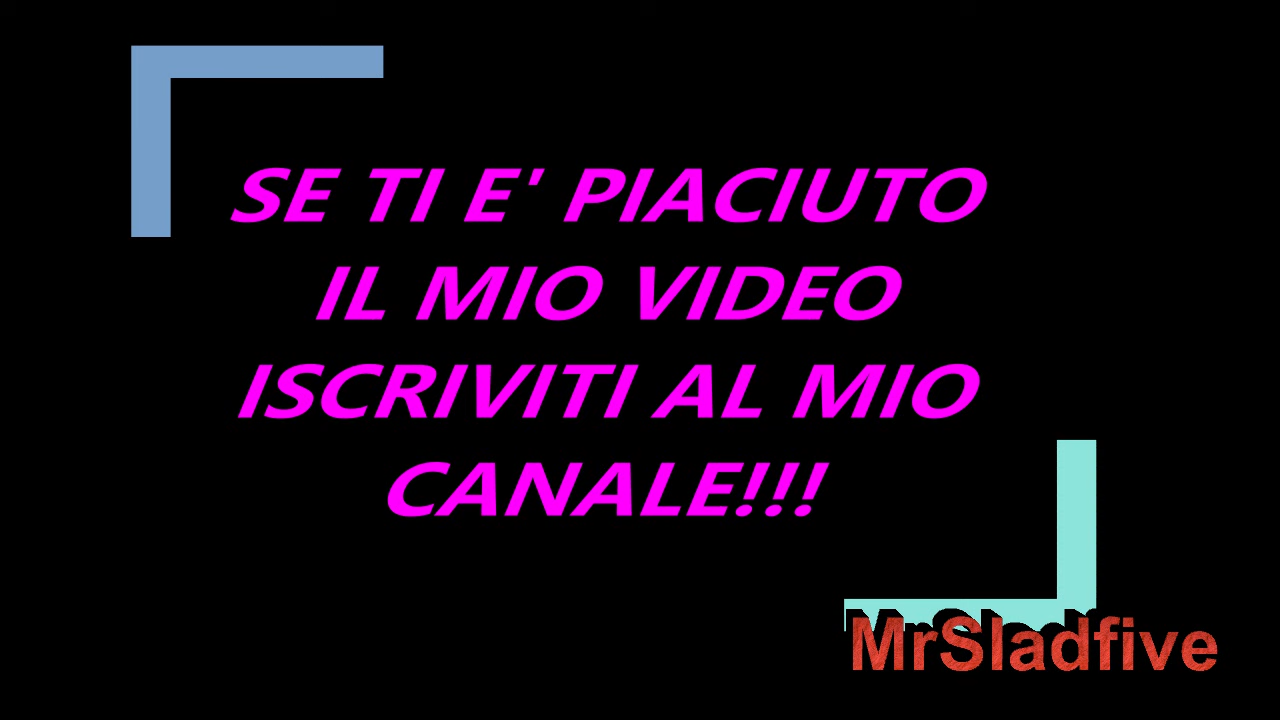 SE TI E' PIACIUTO
IL MIO VIDEO
ISCRIVITI AL MIO
CANALE!!!
MrSladfive